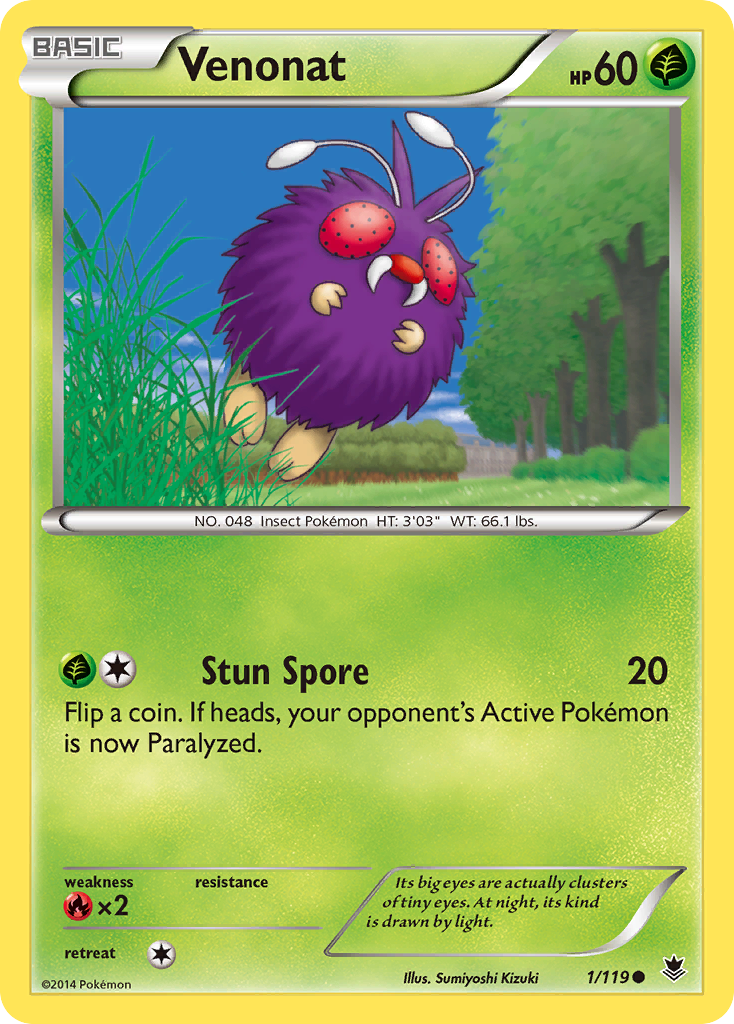 BASIC
Venonat
HP60
NO. 048 Insect Pokémon HT: 3'03" WT: 66.1 lbs.
Stun Spore 20
Flip a coin. If heads, your opponent's Active Pokémon
is now Paralyzed.
weakness resistance
×2
retreat
Its big eyes are actually clusters
of tiny eyes. At night, its kind
is drawn by light.
©2014 Pokémon
Illus. Sumiyoshi Kizuki
1/119